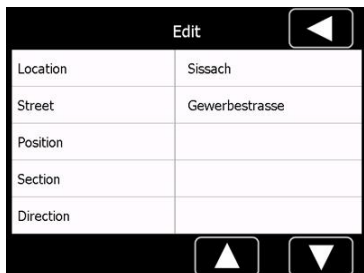 Edit
Location Sissach
Street Gewerbestrasse
Position
Section
Direction